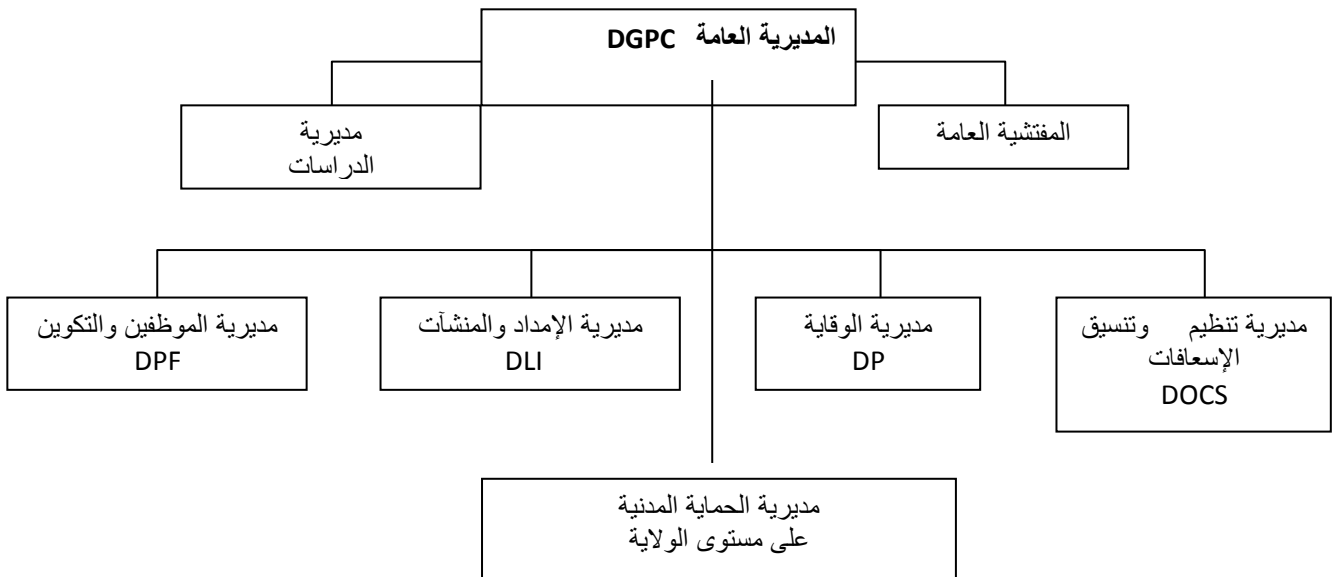 المديرية العامة DGPC
المفتشية العامة
مديرية
الدراسات
مديرية تنظيم وتنسيق
الإسعافات
DOCS
مديرية الوقاية
DP
مديرية الإمداد والمنشآت
DLI
مديرية الموظفين والتكوين
DPF
مديرية الحماية المدنية
على مستوى الولاية